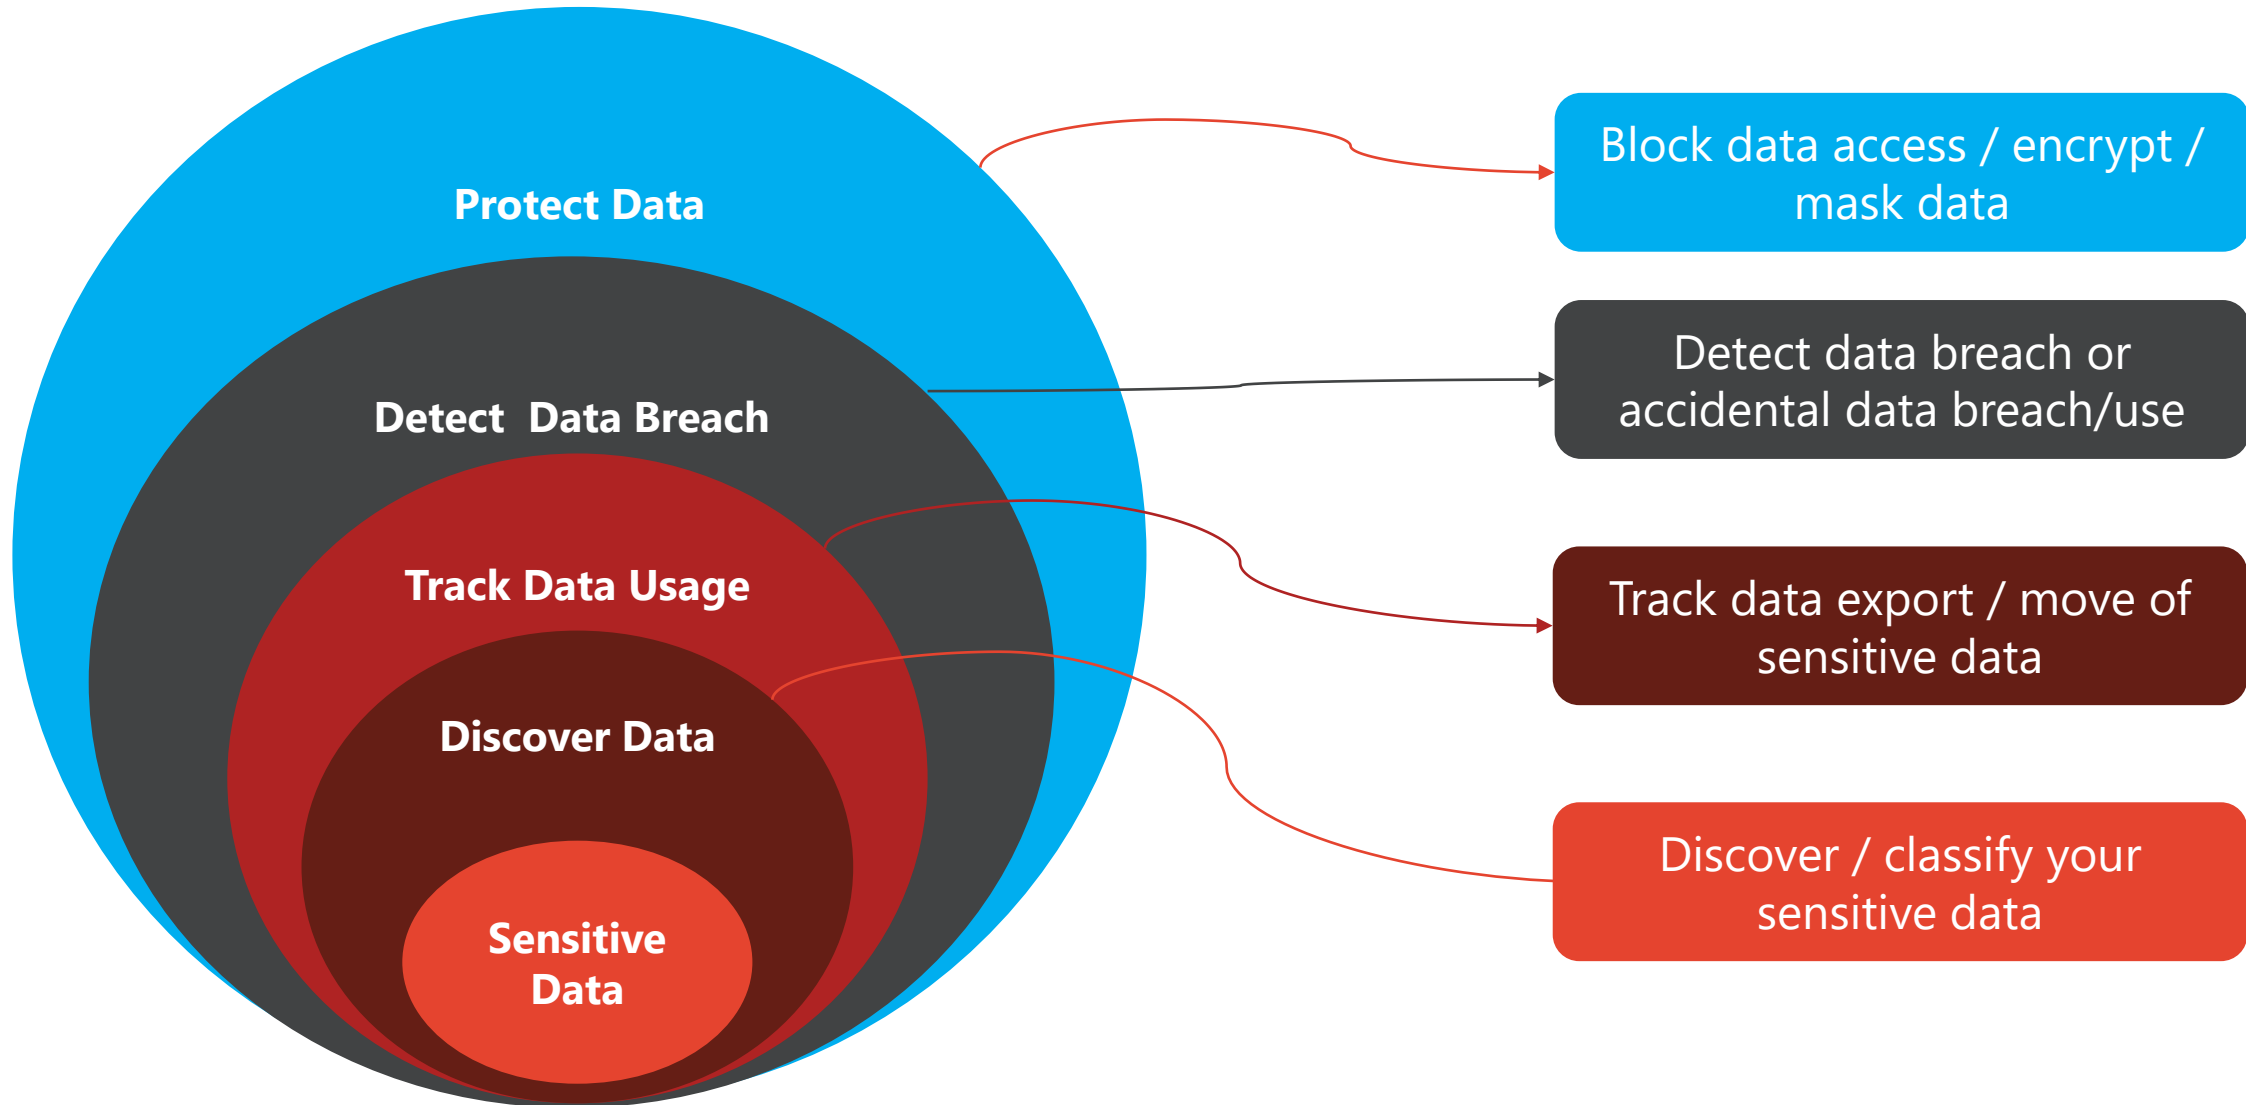 Protect Data
Detect  Data Breach
Track Data Usage
Discover Data
Sensitive
Data
Block data access / encrypt /
mask data
Detect data breach or
accidental data breach/use
Track data export / move of
sensitive data
Discover / classify your
sensitive data